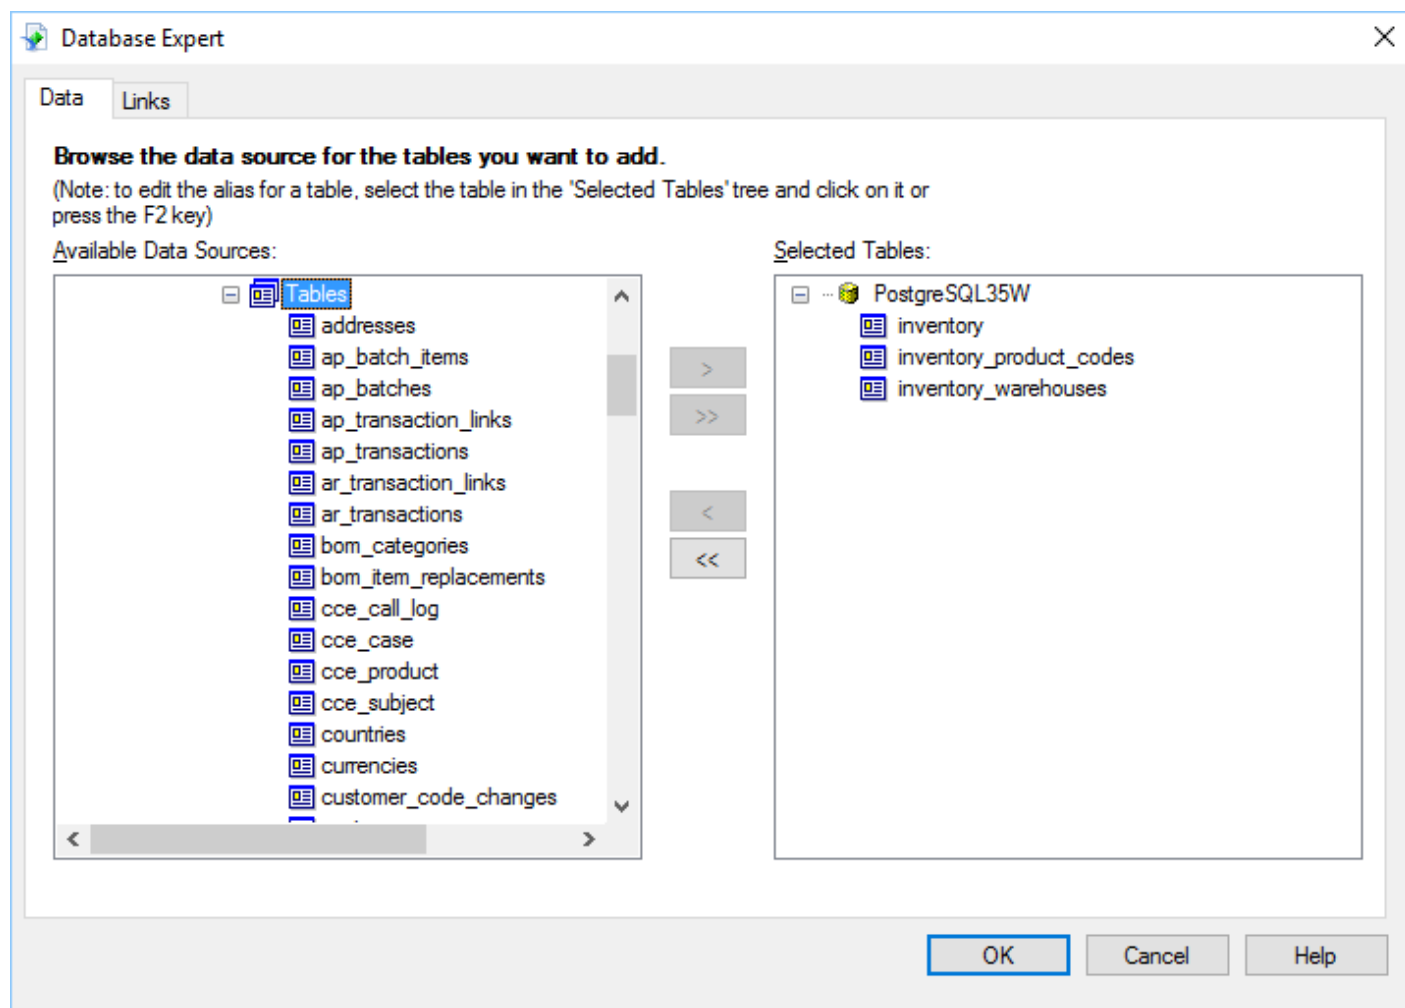 Database Expert
Data
Links
Browse the data source for the tables you want to add.
(Note: to edit the alias for a table, select the table in the 'Selected Tables' tree and click on it or
press the F2 key)
Available Data Sources:
Selected Tables:
Tables
addresses
ap_batch_items
ap_batches
ap_transaction_links
ap_transactions
ar_transaction_links
ar_transactions
bom_categories
bom_item_replacements
cce_call_log
cce_case
cce_product
cce_subject
countries
currencies
customer_code_changes
>
>>
<
<<
PostgreSQL35W
inventory
inventory_product_codes
inventory_warehouses
OK
Cancel
Help